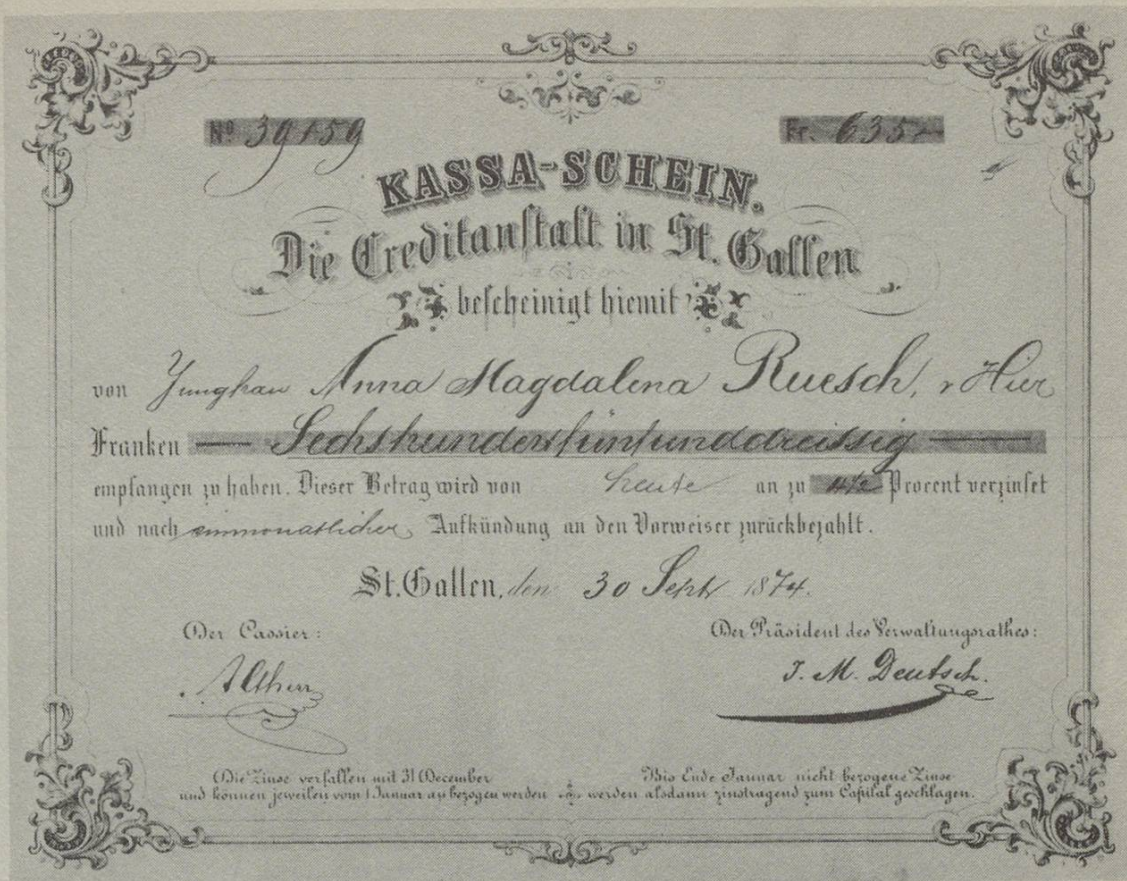 No 39159 Fr. 635.-
KASSA-SCHEIN.
Die Creditanstalt in St. Gallen
bescheinigt hiemit
von Jungfrau Anna Magdalena Ruesch, v Hier
Franken — Sechshundertfünfunddreissig —
empfangen zu haben. Dieser Betrag wird von heute an zu 4½ Procent verzinset
und nach einmonatlicher Aufkündung an den Vorweiser zurückbezahlt.
St. Gallen, den 30 Sept 1874.
Der Cassier: Der Präsident des Verwaltungsrathes:
J. M. Deutsch.
Die Zinse verfallen mit 31 December Bis Ende Januar nicht bezogene Zinse
und können jeweilen vom 1 Januar an bezogen werden werden alsdann zinstragend zum Capital geschlagen.